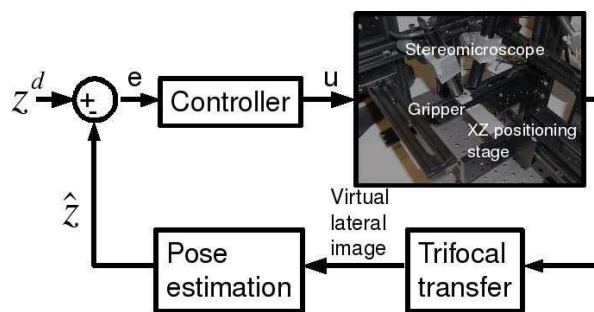 z^d
+
-
e
Controller
u
Stereomicroscope
Gripper
XZ positioning
stage
ẑ
Pose
estimation
Virtual
lateral
image
Trifocal
transfer